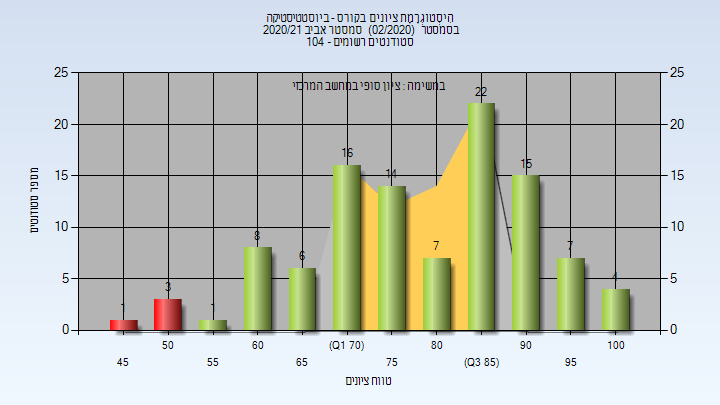 היסטוגרמת ציונים בקורס - ביוסטטיסטיקה
בסמסטר (02/2020) סמסטר אביב 2020/21
סטודנטים רשומים - 104
במשימה : ציון סופי במחשב המרכזי
מספר סטודנטים
25 25
20 20
15 15
10 10
5 5
0 0
1 3 1 8 6 16 14 7 22 15 7 4
50 60 (Q1 70) 80 90 100
45 55 65 75 (Q3 85) 95
טווח ציונים